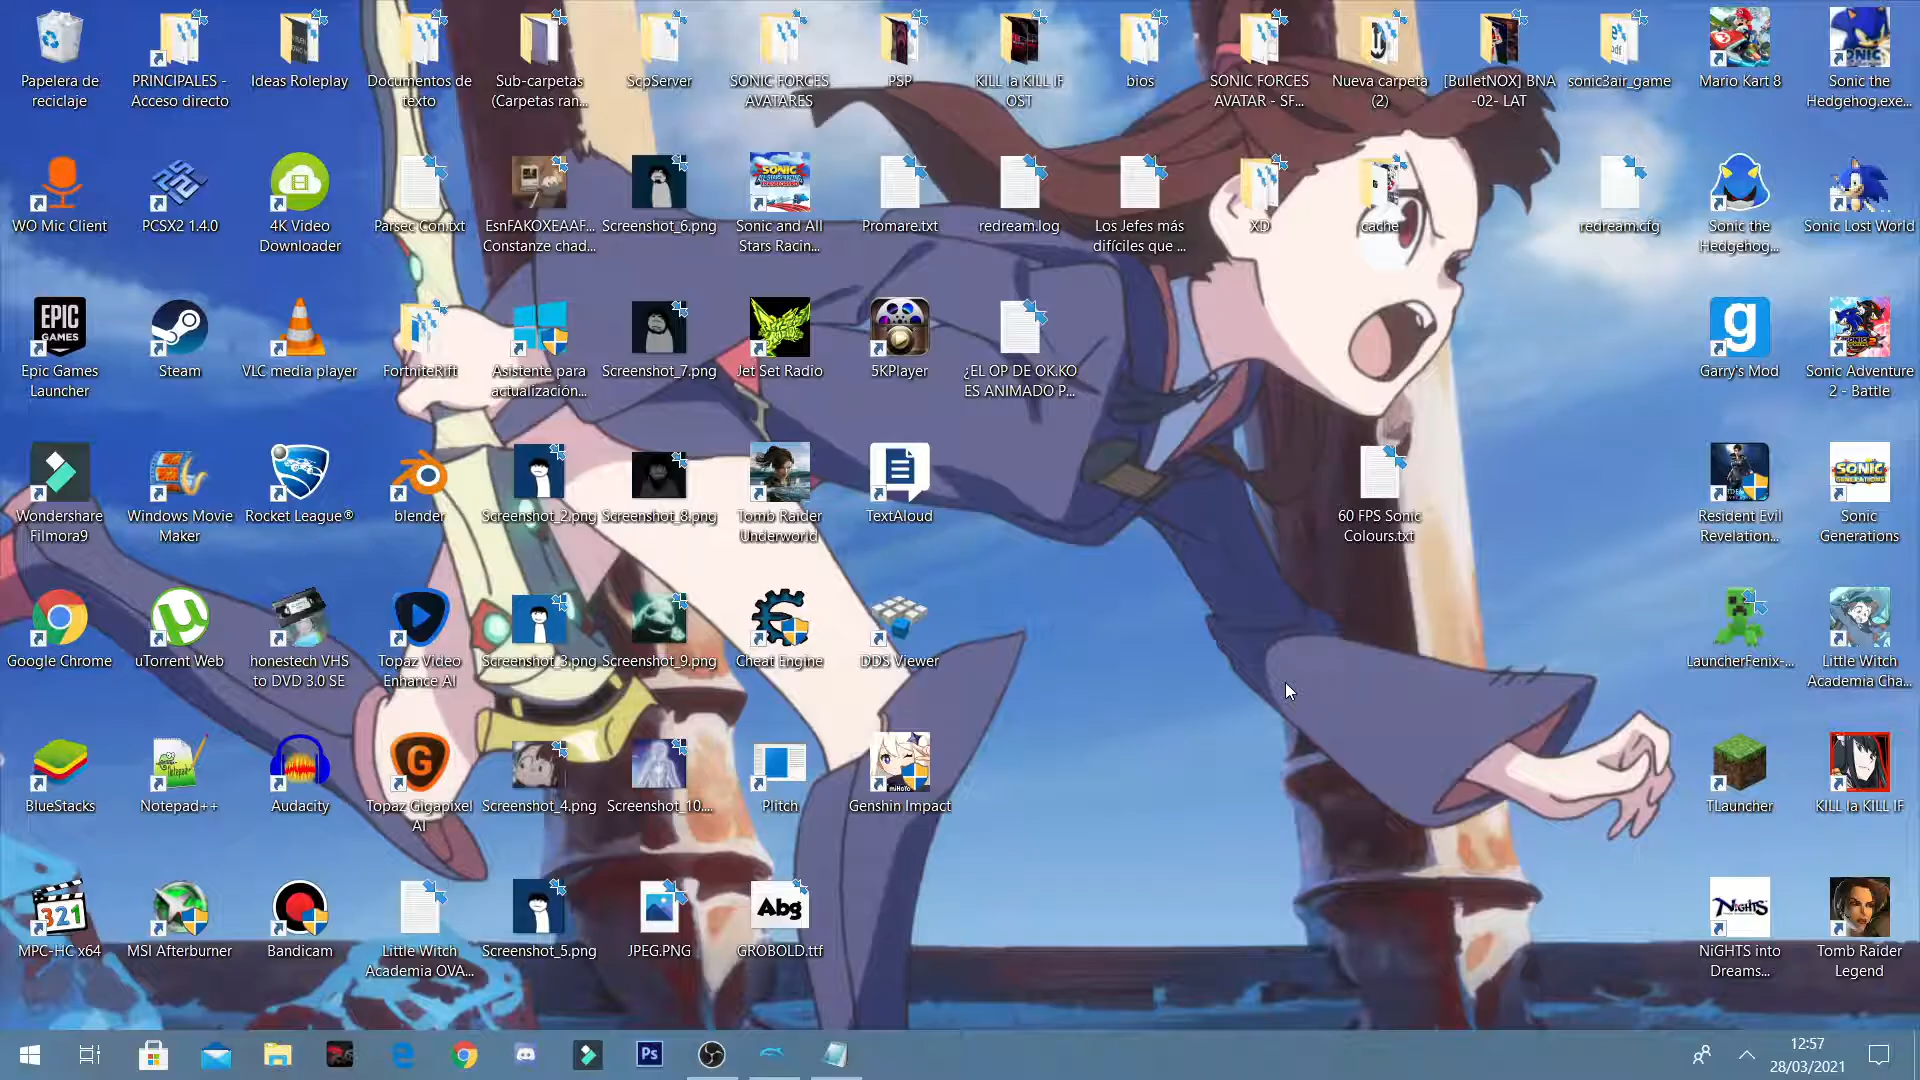 Papelera de
reciclaje
PRINCIPALES -
Acceso directo
Ideas Roleplay
Documentos de
texto
Sub-carpetas
(Carpetas ran...
ScpServer
SONIC FORCES
AVATARES
PSP
KILL la KILL IF
OST
bios
SONIC FORCES
AVATAR - SF...
Nueva carpeta
(2)
[BulletNOX] BNA
-02- LAT
sonic3air_game
Mario Kart 8
Sonic the
Hedgehog.exe...
WO Mic Client
PCSX2 1.4.0
4K Video
Downloader
Parsec Con.txt
EsnFAKOXEAAF...
Constanze chad...
Screenshot_6.png
Sonic and All
Stars Racin...
Promare.txt
redream.log
Los Jefes más
difíciles que ...
XD
cache
redream.cfg
Sonic the
Hedgehog...
Sonic Lost World
EPIC
GAMES
Epic Games
Launcher
Steam
VLC media player
FortniteRift
Asistente para
actualización...
Screenshot_7.png
Jet Set Radio
5KPlayer
¿EL OP DE OK.KO
ES ANIMADO P...
Garry's Mod
Sonic Adventure
2 - Battle
Wondershare
Filmora9
Windows Movie
Maker
Rocket League®
blender
Screenshot_2.png
Screenshot_8.png
Tomb Raider
Underworld
TextAloud
60 FPS Sonic
Colours.txt
Resident Evil
Revelation...
Sonic
Generations
Google Chrome
uTorrent Web
honestech VHS
to DVD 3.0 SE
Topaz Video
Enhance AI
Screenshot_3.png
Screenshot_9.png
Cheat Engine
DDS Viewer
LauncherFenix-...
Little Witch
Academia Cha...
BlueStacks
Notepad++
Audacity
Topaz Gigapixel
AI
Screenshot_4.png
Screenshot_10....
Plitch
Genshin Impact
TLauncher
KILL la KILL IF
321
MPC-HC x64
MSI Afterburner
Bandicam
Little Witch
Academia OVA...
Screenshot_5.png
JPEG.PNG
Abg
GROBOLD.ttf
NiGHTS into
Dreams...
Tomb Raider
Legend
Ps
12:57
28/03/2021